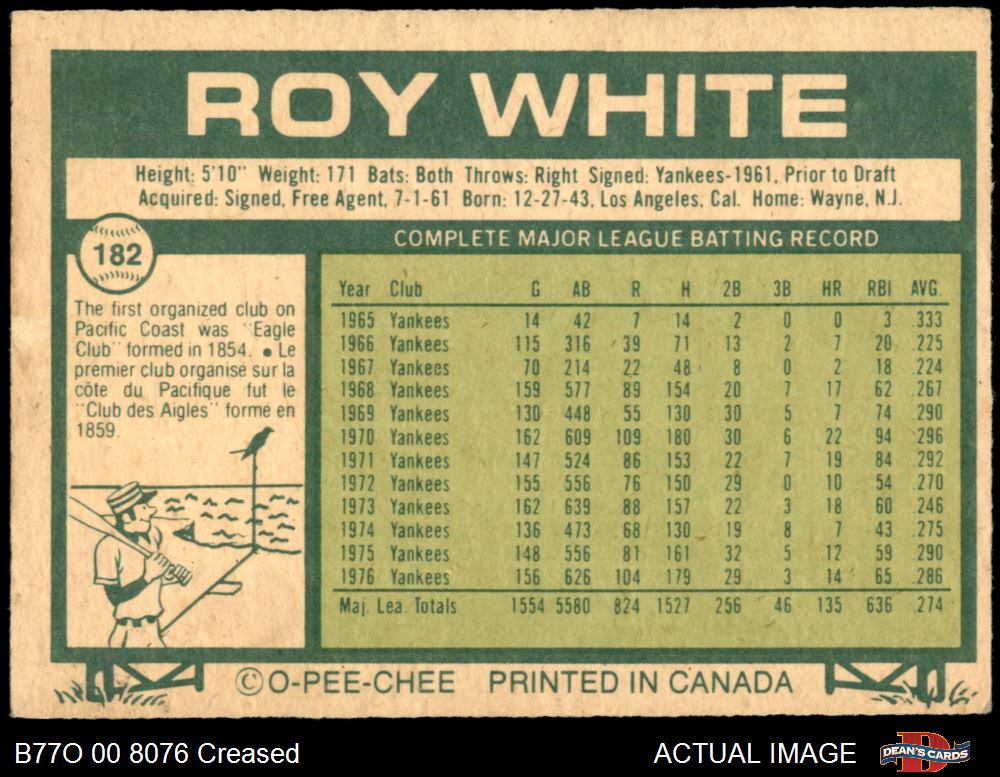 ROY WHITE
Height: 5'10" Weight: 171 Bats: Both Throws: Right Signed: Yankees-1961, Prior to Draft
Acquired: Signed, Free Agent, 7-1-61 Born: 12-27-43, Los Angeles, Cal. Home: Wayne, N.J.
182
The first organized club on
Pacific Coast was "Eagle
Club" formed in 1854. ● Le
premier club organisé sur la
côte du Pacifique fut le
"Club des Aigles" formé en
1859.
COMPLETE MAJOR LEAGUE BATTING RECORD
Year Club G AB R H 2B 3B HR RBI AVG.
1965 Yankees 14 42 7 14 2 0 0 3 .333
1966 Yankees 115 316 39 71 13 2 7 20 .225
1967 Yankees 70 214 22 48 8 0 2 18 .224
1968 Yankees 159 577 89 154 20 7 17 62 .267
1969 Yankees 130 448 55 130 30 5 7 74 .290
1970 Yankees 162 609 109 180 30 6 22 94 .296
1971 Yankees 147 524 86 153 22 7 19 84 .292
1972 Yankees 155 556 76 150 29 0 10 54 .270
1973 Yankees 162 639 88 157 22 3 18 60 .246
1974 Yankees 136 473 68 130 19 8 7 43 .275
1975 Yankees 148 556 81 161 32 5 12 59 .290
1976 Yankees 156 626 104 179 29 3 14 65 .286
Maj. Lea. Totals 1554 5580 824 1527 256 46 135 636 .274
©O-PEE-CHEE PRINTED IN CANADA
B77O 00 8076 Creased
ACTUAL IMAGE
DEAN'S CARDS